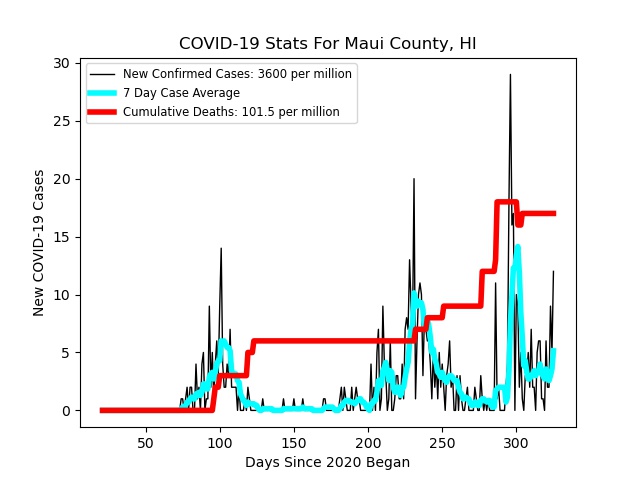 COVID-19 Stats For Maui County, HI
New Confirmed Cases: 3600 per million
7 Day Case Average
Cumulative Deaths: 101.5 per million
New COVID-19 Cases
30
25
20
15
10
5
0
50 100 150 200 250 300
Days Since 2020 Began